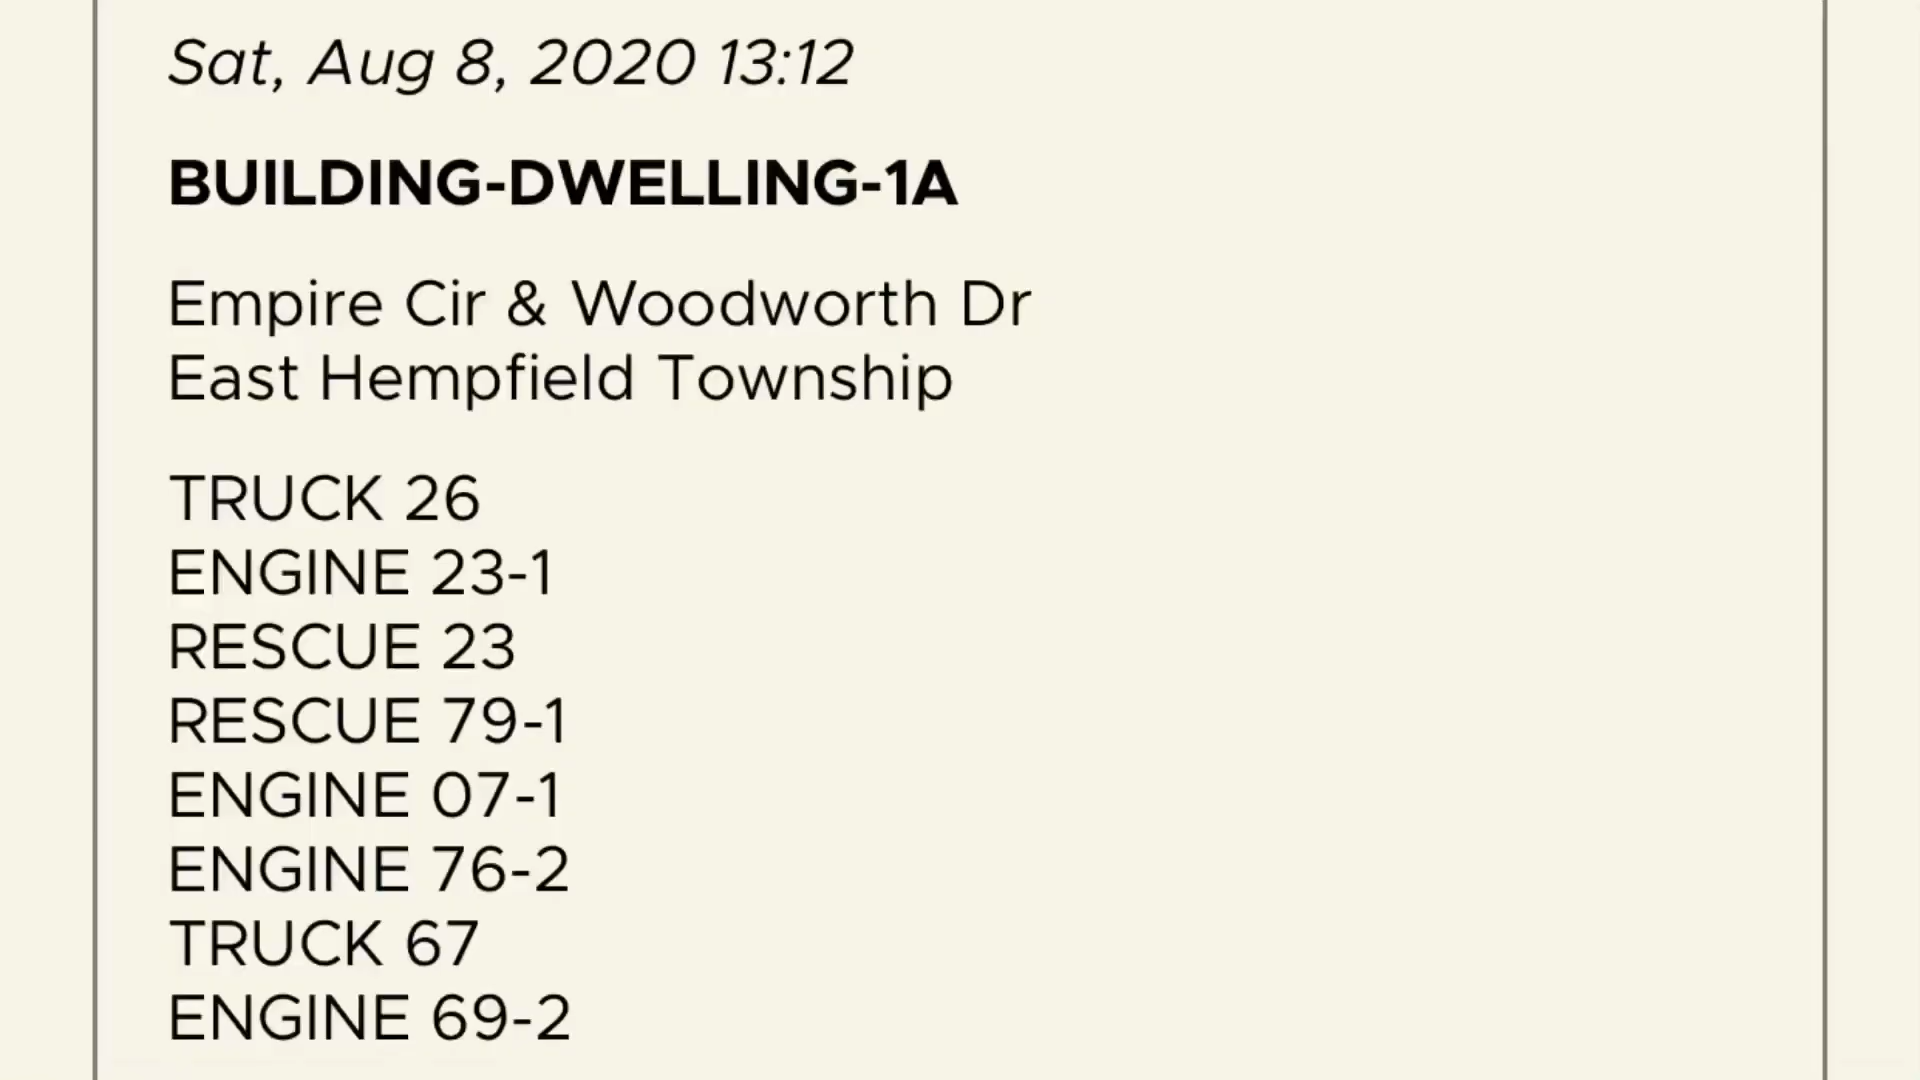 Sat, Aug 8, 2020 13:12
BUILDING-DWELLING-1A
Empire Cir & Woodworth Dr
East Hempfield Township
TRUCK 26
ENGINE 23-1
RESCUE 23
RESCUE 79-1
ENGINE 07-1
ENGINE 76-2
TRUCK 67
ENGINE 69-2